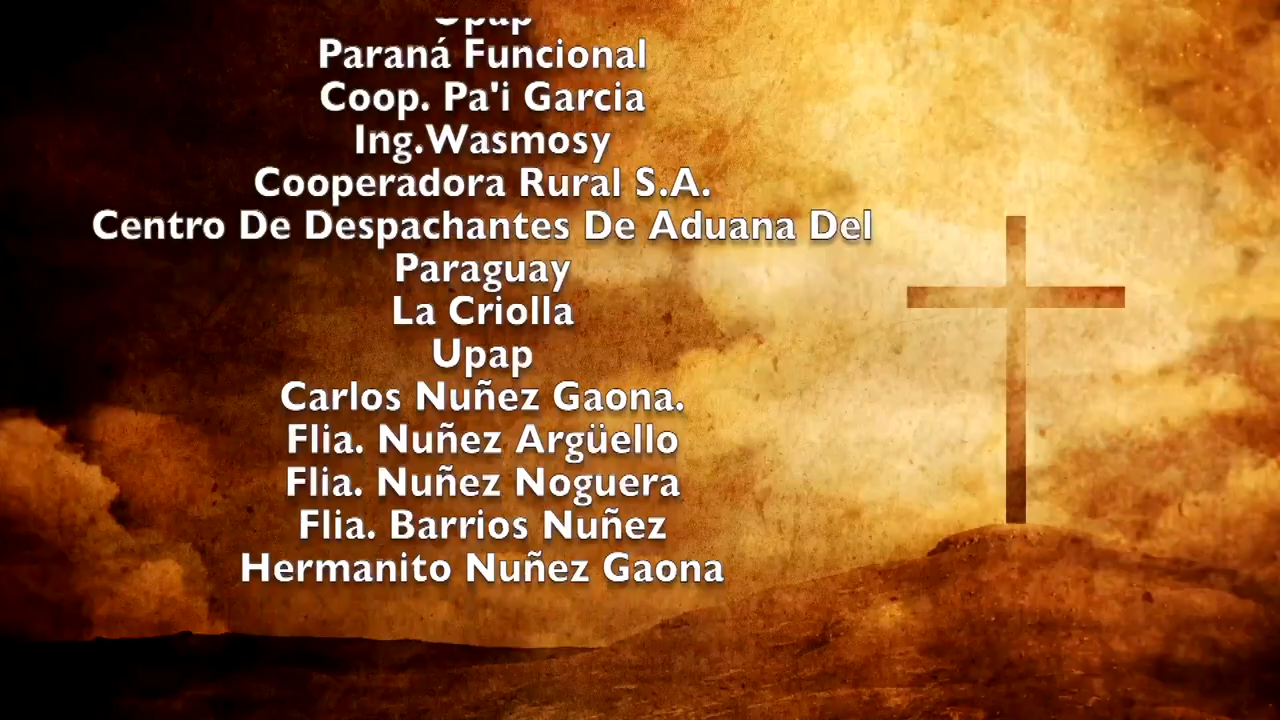 Upap
Paraná Funcional
Coop. Pa'i Garcia
Ing.Wasmosy
Cooperadora Rural S.A.
Centro De Despachantes De Aduana Del
Paraguay
La Criolla
Upap
Carlos Nuñez Gaona.
Flia. Nuñez Argüello
Flia. Nuñez Noguera
Flia. Barrios Nuñez
Hermanito Nuñez Gaona